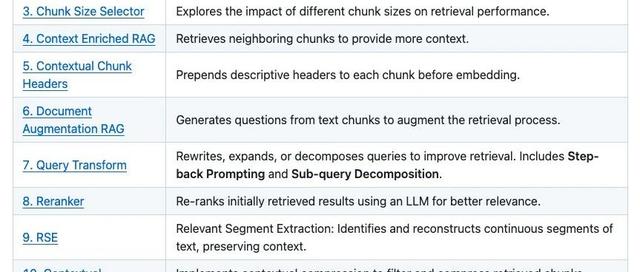 3. Chunk Size Selector
Explores the impact of different chunk sizes on retrieval performance.
4. Context Enriched RAG
Retrieves neighboring chunks to provide more context.
5. Contextual Chunk
Headers
Prepends descriptive headers to each chunk before embedding.
6. Document
Augmentation RAG
Generates questions from text chunks to augment the retrieval process.
7. Query Transform
Rewrites, expands, or decomposes queries to improve retrieval. Includes Step-
back Prompting and Sub-query Decomposition.
8. Reranker
Re-ranks initially retrieved results using an LLM for better relevance.
9. RSE
Relevant Segment Extraction: Identifies and reconstructs continuous segments of
text, preserving context.
10. Contextual
Implements contextual compression to filter and compress retrieved chunks